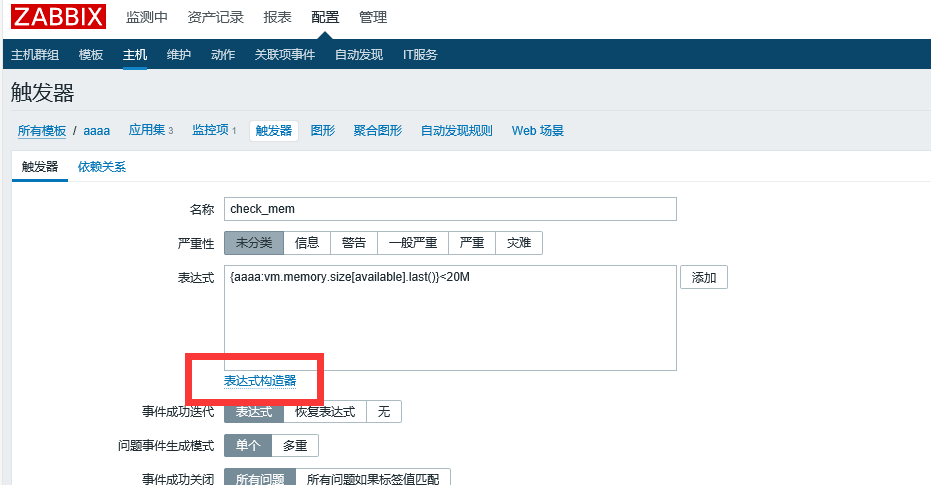 ZABBIX 监测中 资产记录 报表 配置 管理
主机群组 模板 主机 维护 动作 关联项事件 自动发现 IT服务
触发器
所有模板 / aaaa 应用集 3 监控项 1 触发器 图形 聚合图形 自动发现规则 Web 场景
触发器 依赖关系
名称 check_mem
严重性 未分类 信息 警告 一般严重 严重 灾难
表达式 {aaaa:vm.memory.size[available].last()}<20M 添加
表达式构造器
事件成功迭代 表达式 恢复表达式 无
问题事件生成模式 单个 多重
事件成功关闭 所有问题 所有问题如果标签值匹配